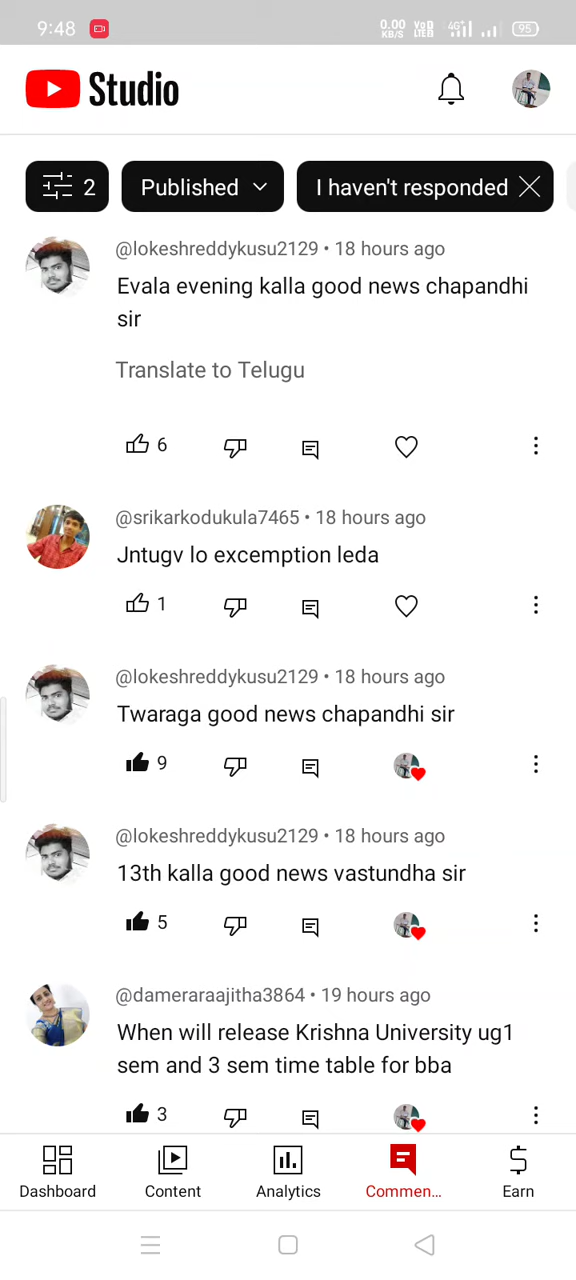 9:48
0.00 KB/S VoD LTEB 4G+ 95
Studio
2 Published I haven't responded
@lokeshreddykusu2129 • 18 hours ago
Evala evening kalla good news chapandhi
sir
Translate to Telugu
6
@srikarkodukula7465 • 18 hours ago
Jntugv lo excemption leda
1
@lokeshreddykusu2129 • 18 hours ago
Twaraga good news chapandhi sir
9
@lokeshreddykusu2129 • 18 hours ago
13th kalla good news vastundha sir
5
@dameraraajitha3864 • 19 hours ago
When will release Krishna University ug1
sem and 3 sem time table for bba
3
Dashboard Content Analytics Commen... Earn